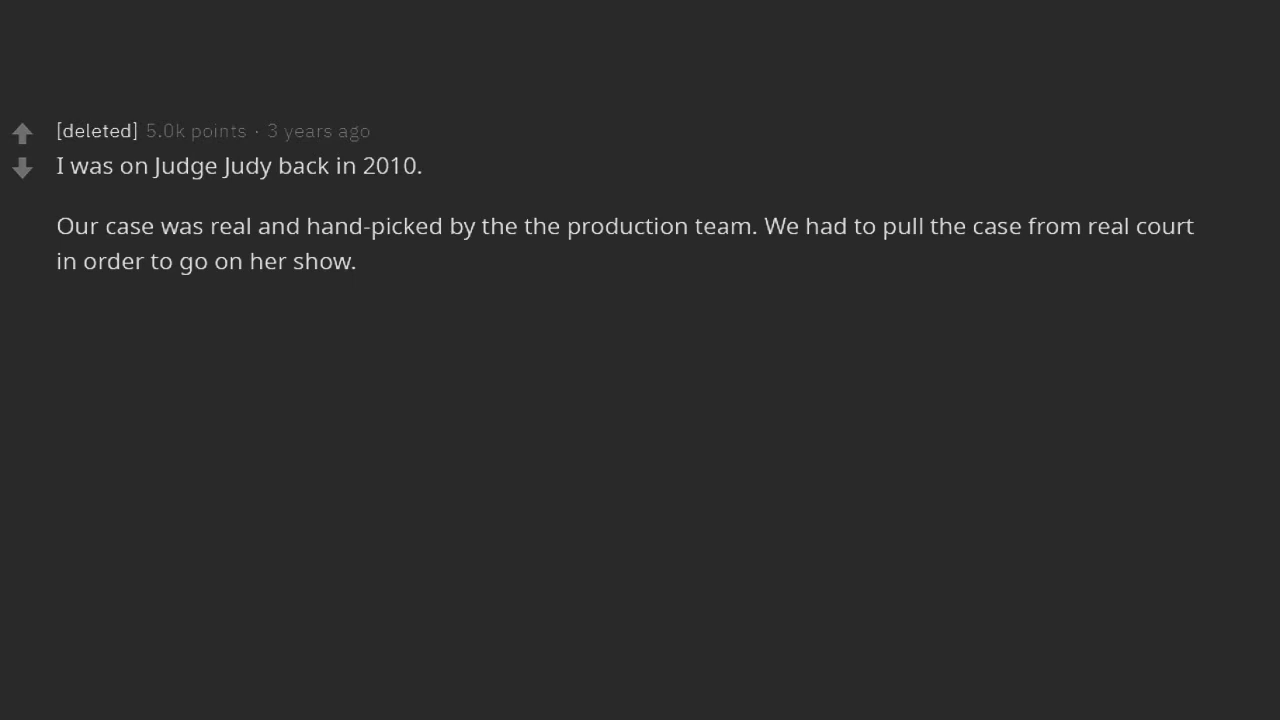 [deleted] 5.0k points · 3 years ago
I was on Judge Judy back in 2010.
Our case was real and hand-picked by the the production team. We had to pull the case from real court
in order to go on her show.